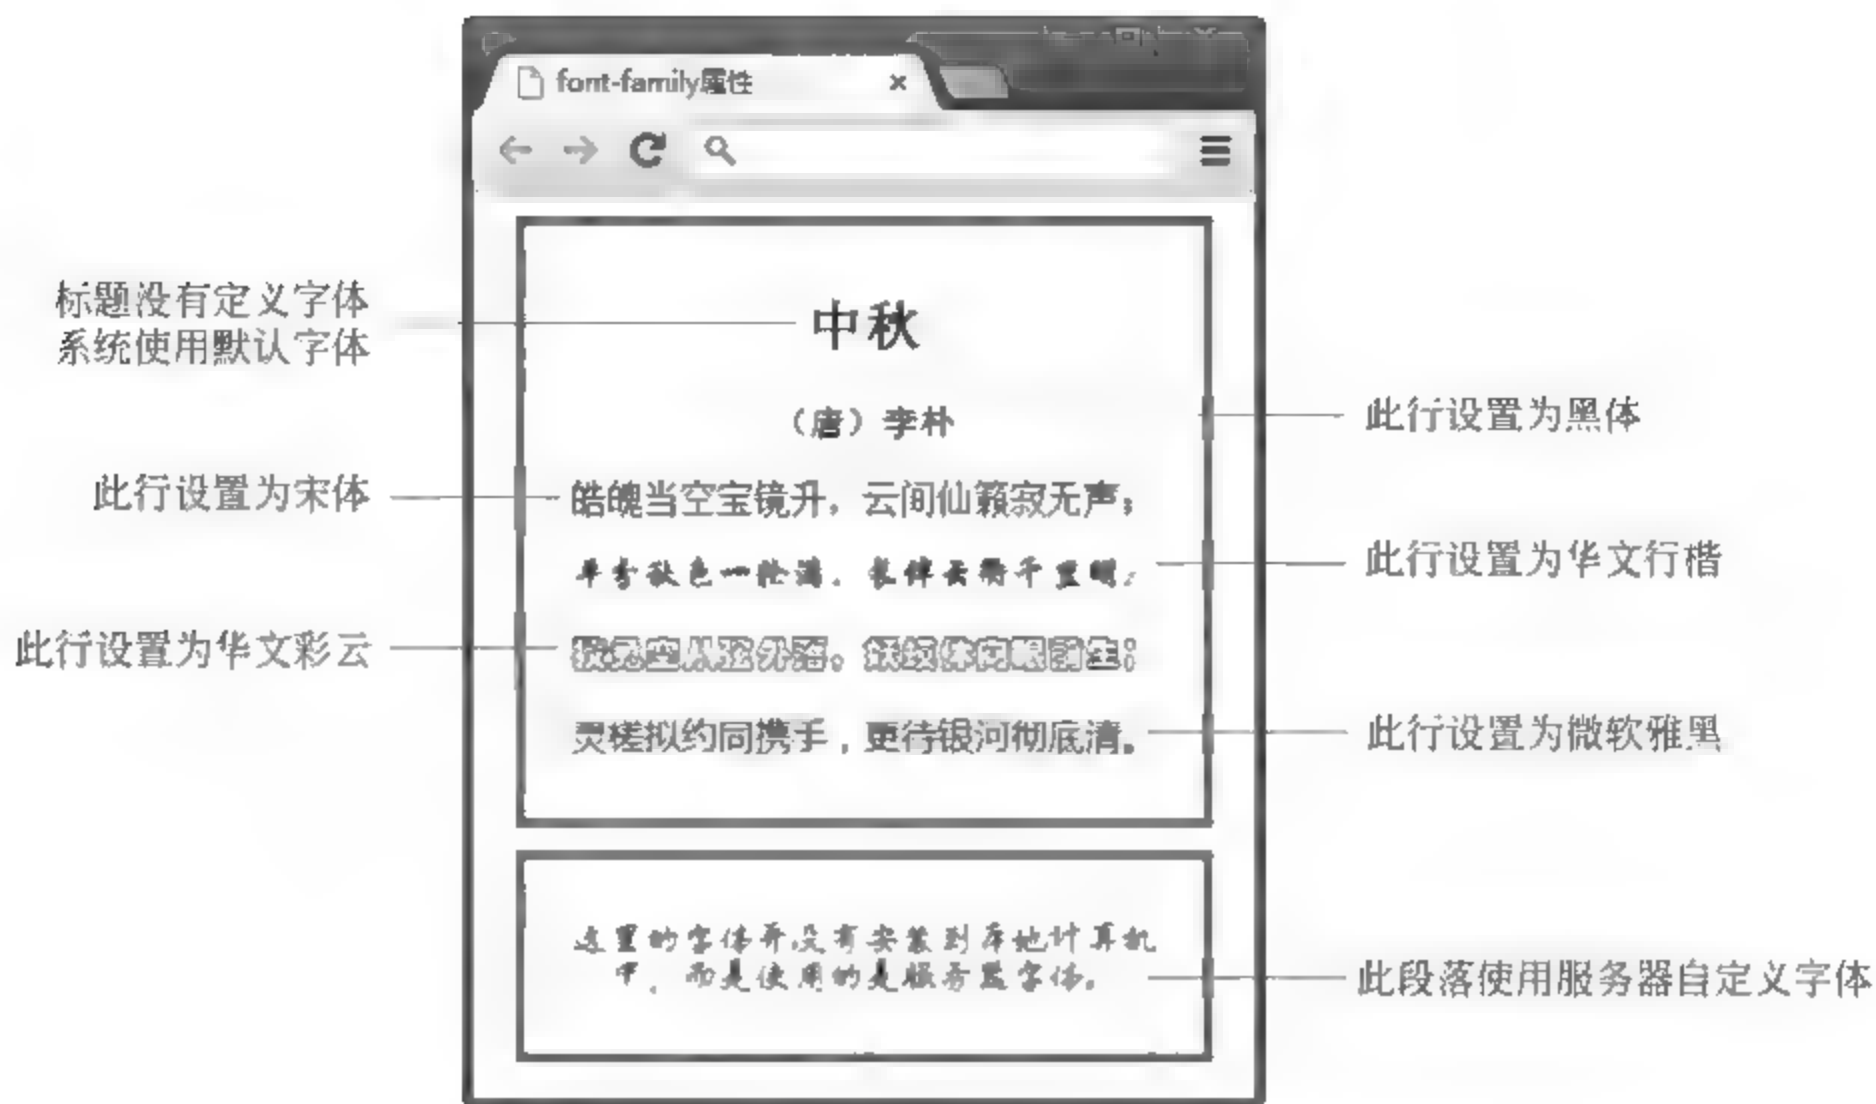 font-family属性
标题没有定义字体
系统使用默认字体
中秋
（唐）李朴
此行设置为黑体
此行设置为宋体
皓魄当空宝镜升，云间仙籁寂无声；
平分秋色一轮满，长伴云衢千里明；
此行设置为华文行楷
此行设置为华文彩云
狡兔空从弦外落，妖蟆休向眼前生；
灵槎拟约同携手，更待银河彻底清。
此行设置为微软雅黑
这里的字体并没有安装到本地计算机
中，而是使用的是服务器字体。
此段落使用服务器自定义字体